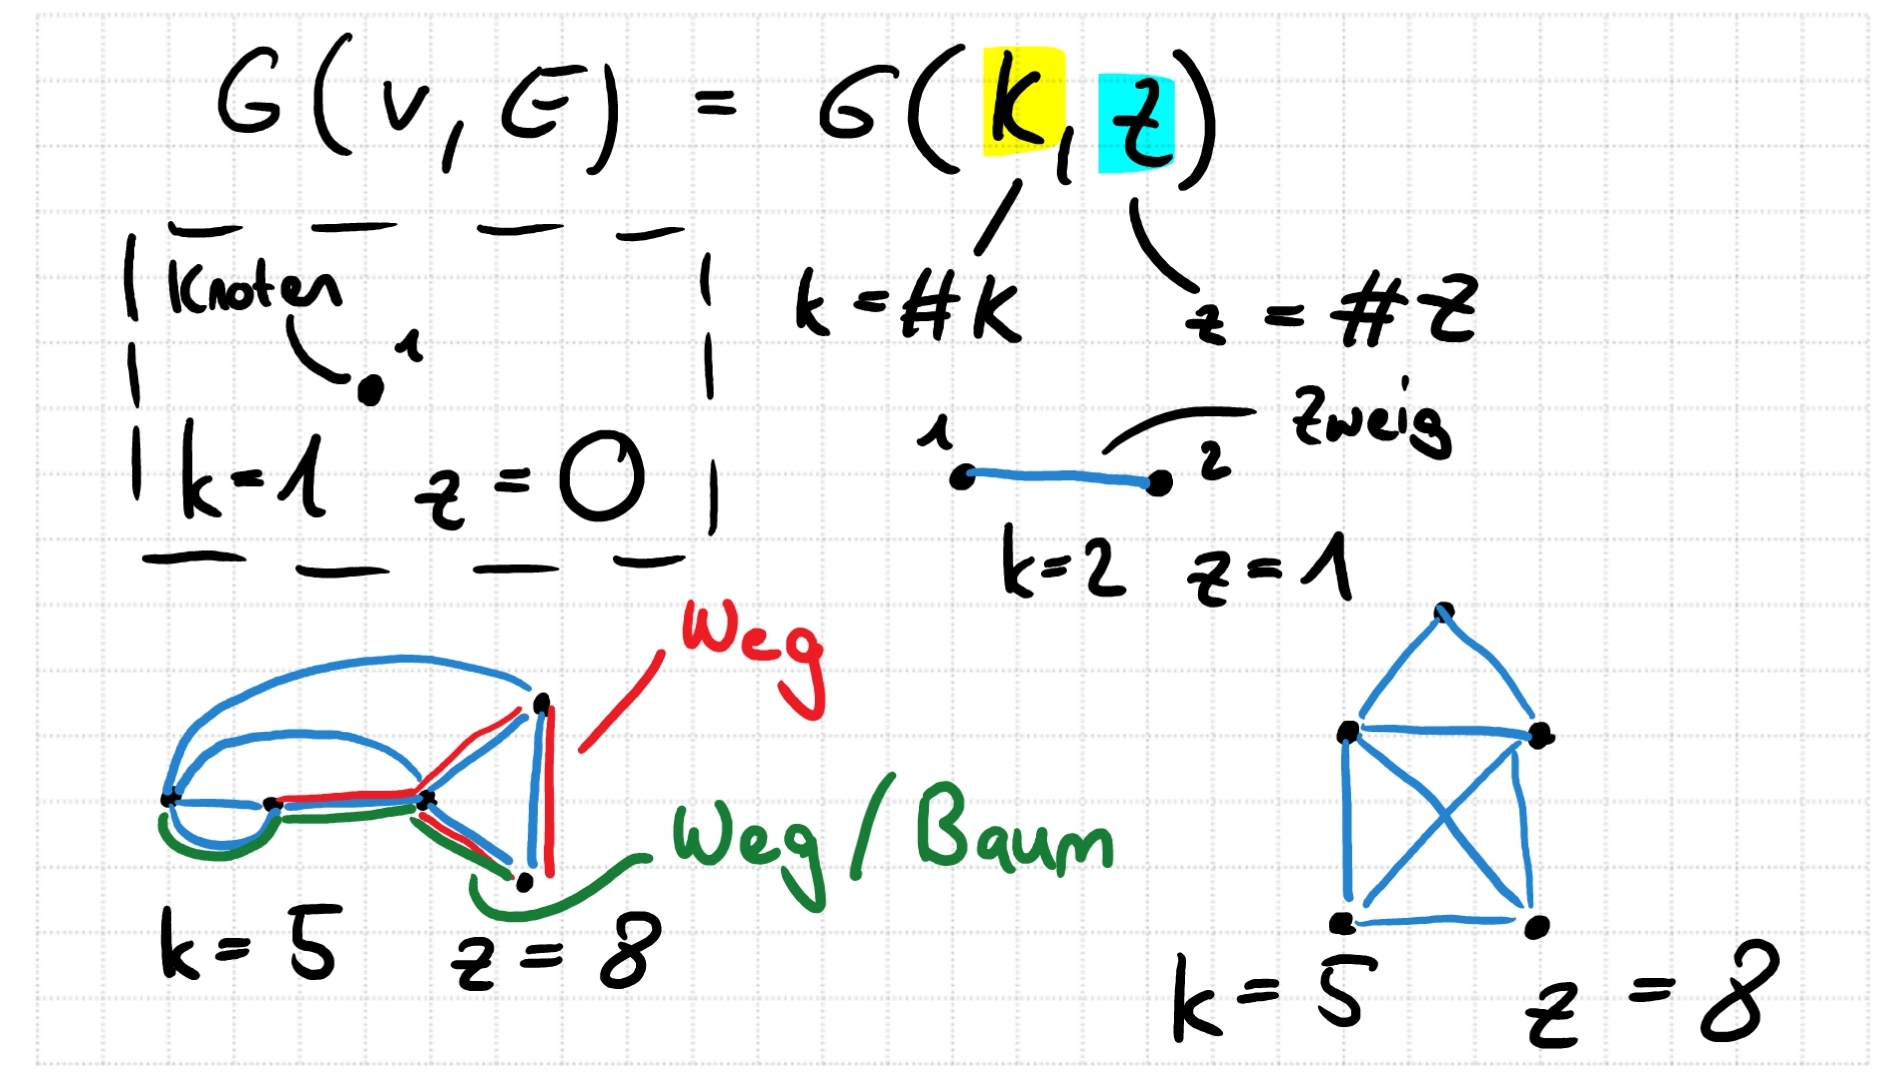 G(V, E) = G(K, Z)
k = #K z = #Z
Knoten
1
k=1 z=0
Zweig
1 2
k=2 z=1
Weg
Weg / Baum
k=5 z=8
k=5 z=8